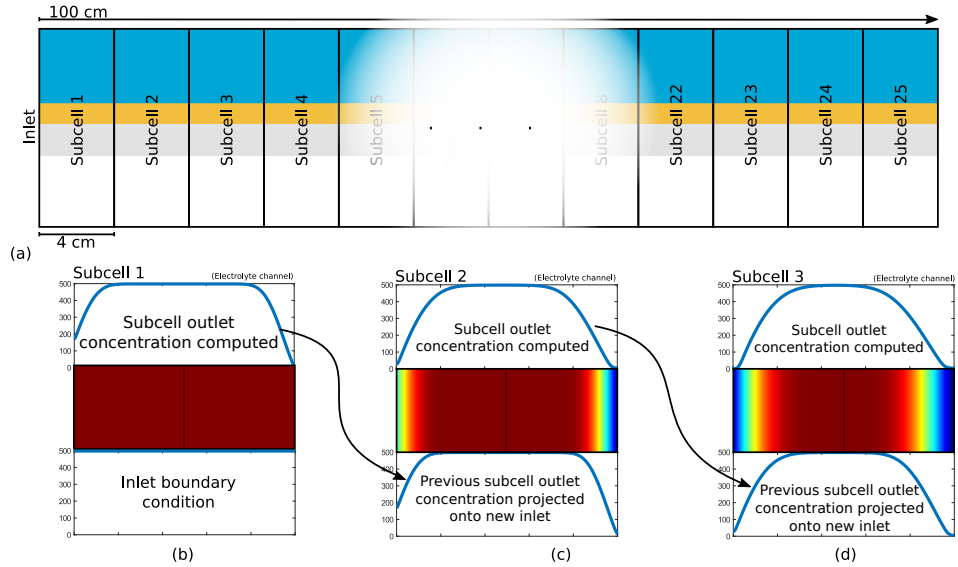 100 cm
Inlet
Subcell 1
Subcell 2
Subcell 3
Subcell 4
Subcell 5
. . .
8
Subcell 22
Subcell 23
Subcell 24
Subcell 25
4 cm
(a)
Subcell 1
(Electrolyte channel)
500
400
300
200
100
0
Subcell outlet
concentration computed
500
400
300
200
100
0
Inlet boundary
condition
(b)
Subcell 2
(Electrolyte channel)
500
400
300
200
100
0
Subcell outlet
concentration computed
500
400
300
200
100
0
Previous subcell outlet
concentration projected
onto new inlet
(c)
Subcell 3
(Electrolyte channel)
500
400
300
200
100
0
Subcell outlet
concentration computed
500
400
300
200
100
0
Previous subcell outlet
concentration projected
onto new inlet
(d)